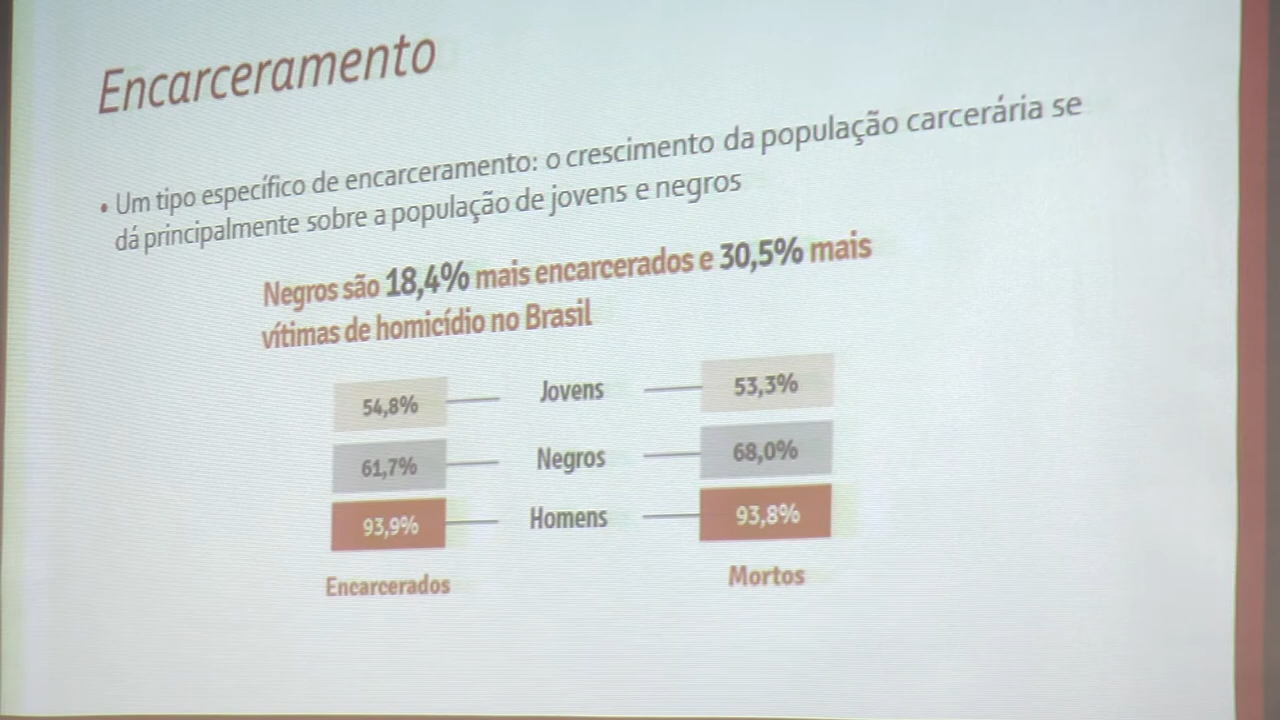 Encarceramento
• Um tipo específico de encarceramento: o crescimento da população carcerária se
dá principalmente sobre a população de jovens e negros
Negros são 18,4% mais encarcerados e 30,5% mais
vítimas de homicídio no Brasil
54,8% Jovens 53,3%
61,7% Negros 68,0%
93,9% Homens 93,8%
Encarcerados Mortos